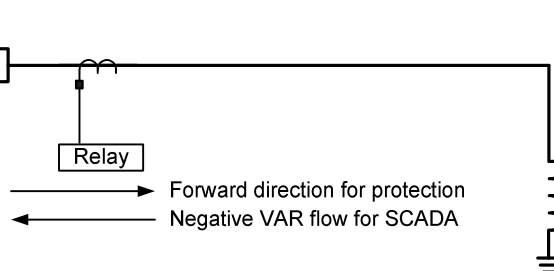 Relay
Forward direction for protection
Negative VAR flow for SCADA